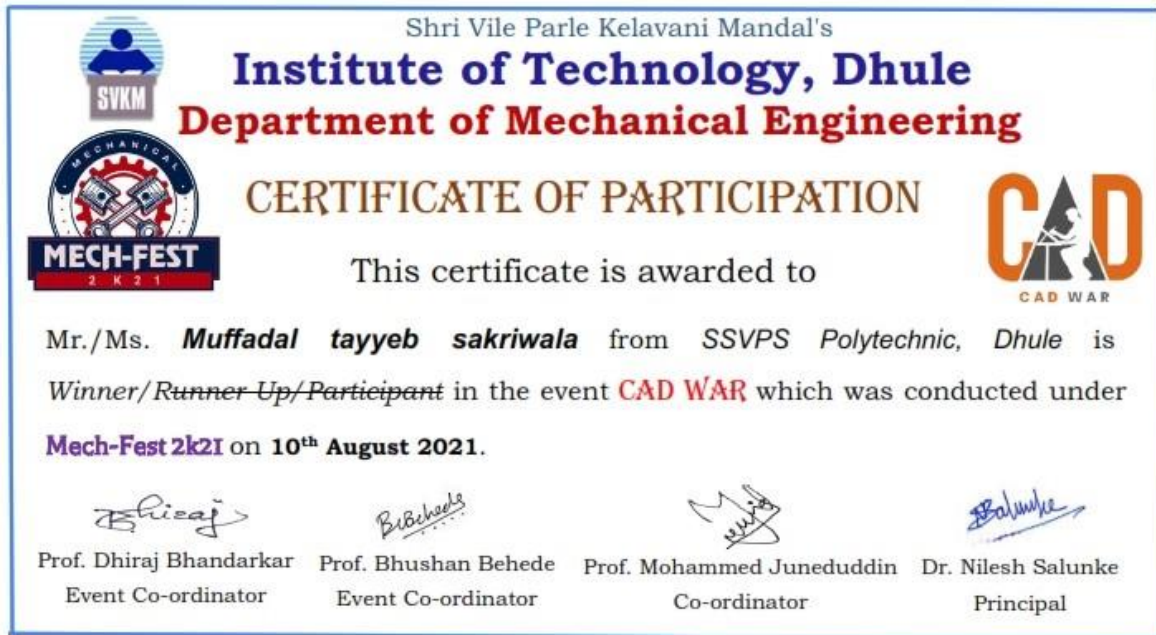 Shri Vile Parle Kelavani Mandal's
Institute of Technology, Dhule
Department of Mechanical Engineering
SVKM
MECHANICAL
MECH-FEST
2K21
CERTIFICATE OF PARTICIPATION
CAD
CAD WAR
This certificate is awarded to
Mr./Ms. Muffadal tayyeb sakriwala from SSVPS Polytechnic, Dhule is
Winner/Runner Up/Participant in the event CAD WAR which was conducted under
Mech-Fest 2k21 on 10th August 2021.
Dhiraj
BBehede
Salunke
Prof. Dhiraj Bhandarkar
Event Co-ordinator
Prof. Bhushan Behede
Event Co-ordinator
Prof. Mohammed Juneduddin
Co-ordinator
Dr. Nilesh Salunke
Principal